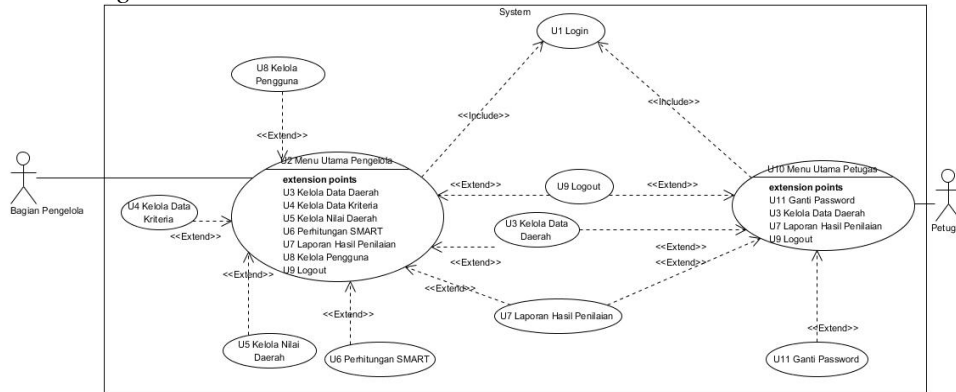 System
U1 Login
U8 Kelola
Pengguna
<<Include>>
<<Include>>
<<Extend>>
U2 Menu Utama Pengelola
extension points
U3 Kelola Data Daerah
U4 Kelola Data Kriteria
U5 Kelola Nilai Daerah
U6 Perhitungan SMART
U7 Laporan Hasil Penilaian
U8 Kelola Pengguna
U9 Logout
U10 Menu Utama Petugas
extension points
U11 Ganti Password
U3 Kelola Data Daerah
U7 Laporan Hasil Penilaian
U9 Logout
<<Extend>>
U9 Logout
<<Extend>>
Bagian Pengelola
U4 Kelola Data
Kriteria
<<Extend>>
U3 Kelola Data
Daerah
<<Extend>>
<<Extend>>
<<Extend>>
<<Extend>>
<<Extend>>
<<Extend>>
U7 Laporan Hasil Penilaian
<<Extend>>
U5 Kelola Nilai
Daerah
U6 Perhitungan SMART
U11 Ganti Password